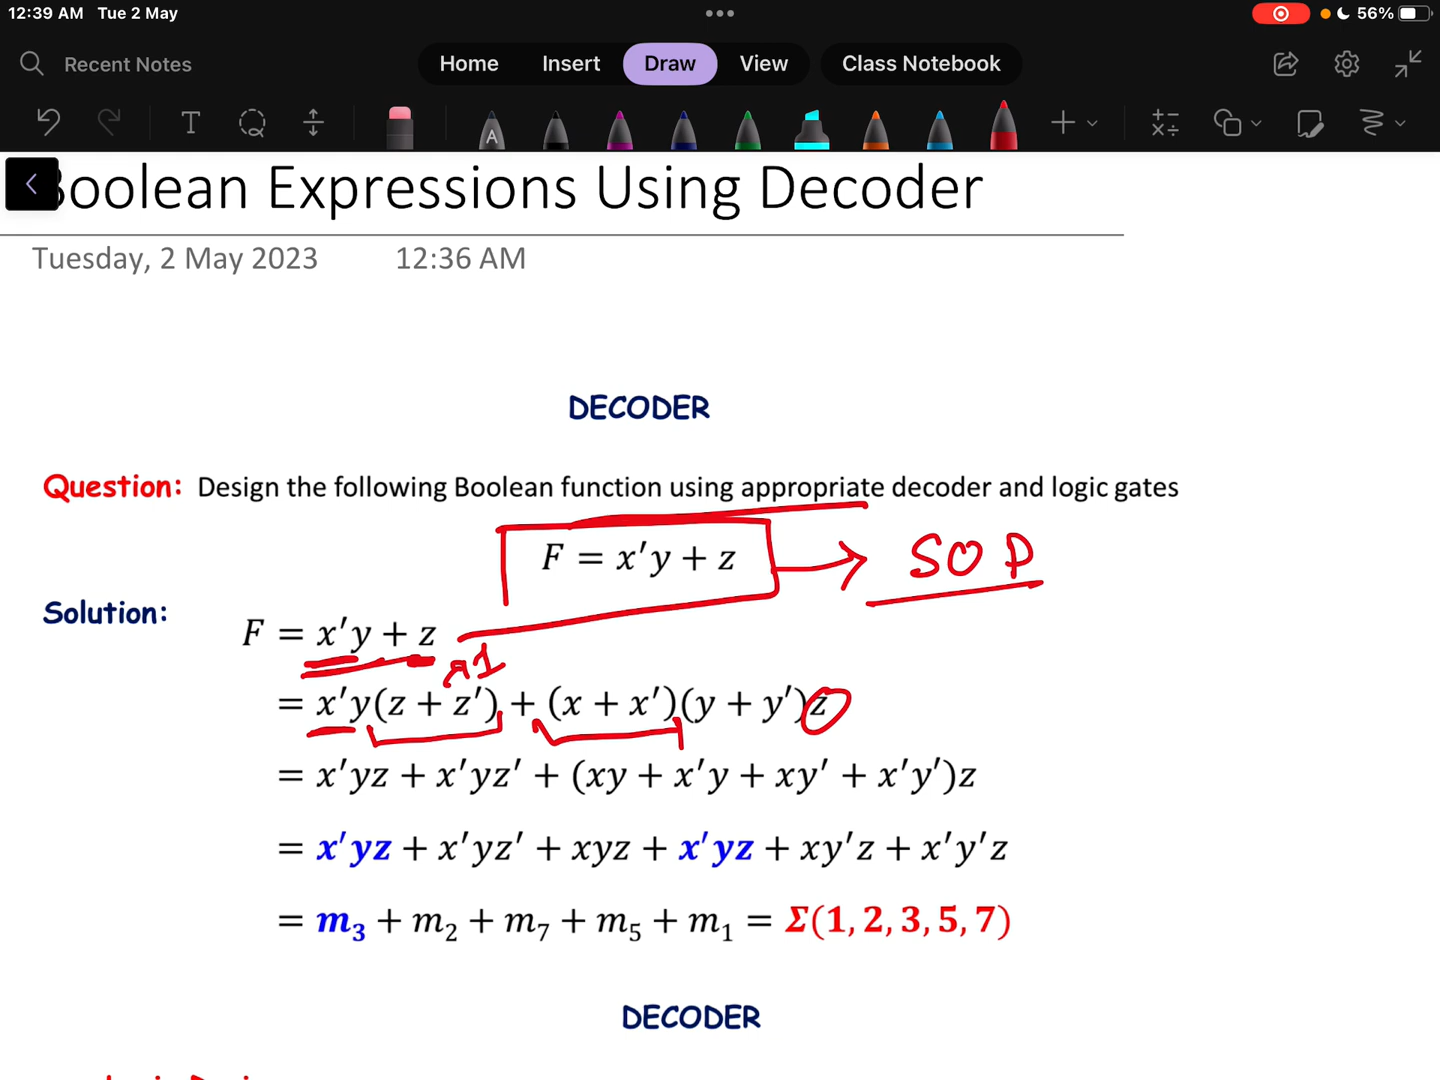 12:39 AM Tue 2 May
56%
Recent Notes
Home Insert Draw View Class Notebook
T
A
oolean Expressions Using Decoder
Tuesday, 2 May 2023 12:36 AM
DECODER
Question: Design the following Boolean function using appropriate decoder and logic gates
F = x'y + z
SOP
Solution:
F = x'y + z
1
= x'y(z + z') + (x + x')(y + y')z
= x'yz + x'yz' + (xy + x'y + xy' + x'y')z
= x'yz + x'yz' + xyz + x'yz + xy'z + x'y'z
= m₃ + m₂ + m₇ + m₅ + m₁ = Σ(1, 2, 3, 5, 7)
DECODER